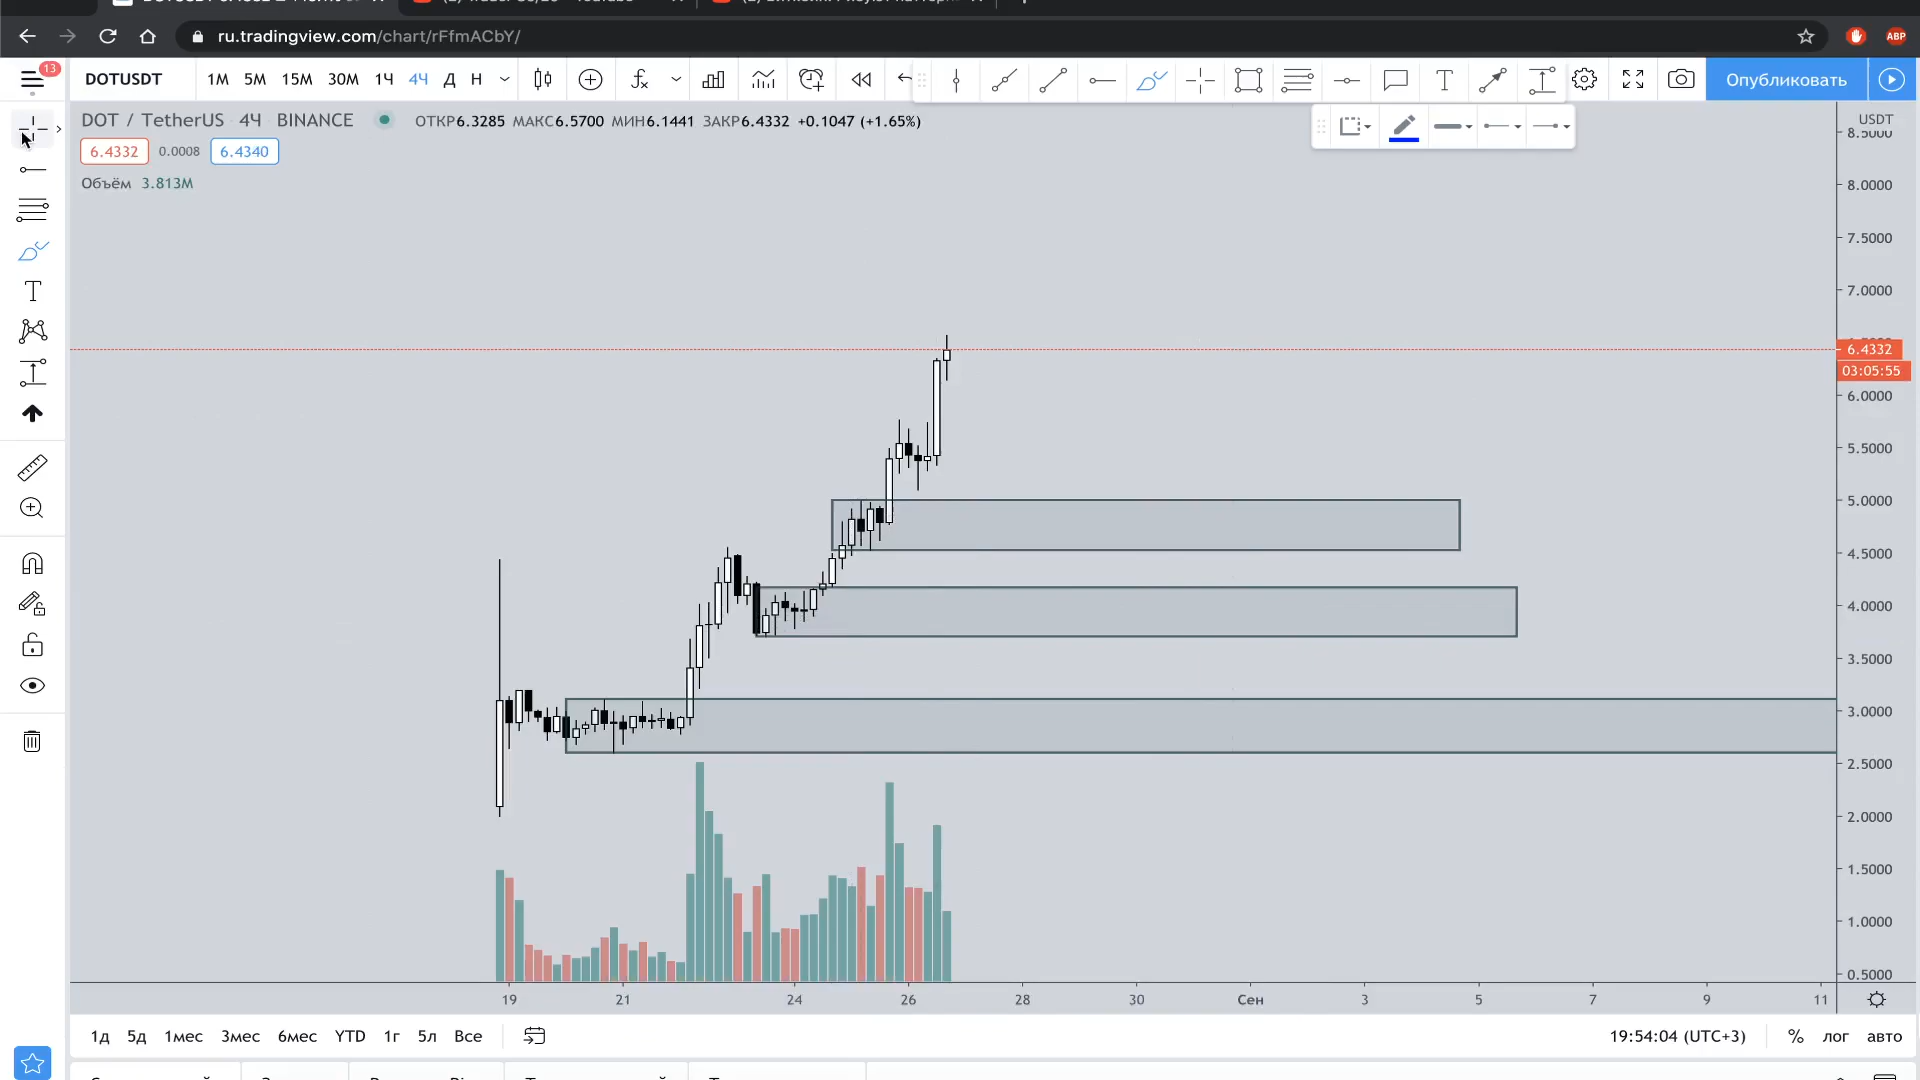 ru.tradingview.com/chart/rFfmACbY/
ABP
13
DOTUSDT 1М 5М 15М 30М 1Ч 4Ч Д Н
Опубликовать
DOT / TetherUS 4Ч BINANCE ОТКР6.3285 МАКС6.5700 МИН6.1441 ЗАКР6.4332 +0.1047 (+1.65%)
USDT
6.4332 0.0008 6.4340
Объём 3.813M
8.5000
8.0000
7.5000
7.0000
6.4332
03:05:55
6.0000
5.5000
5.0000
4.5000
4.0000
3.5000
3.0000
2.5000
2.0000
1.5000
1.0000
0.5000
19 21 24 26 28 30 Сен 3 5 7 9 11
1д 5д 1мес 3мес 6мес YTD 1г 5л Все
19:54:04 (UTC+3) % лог авто